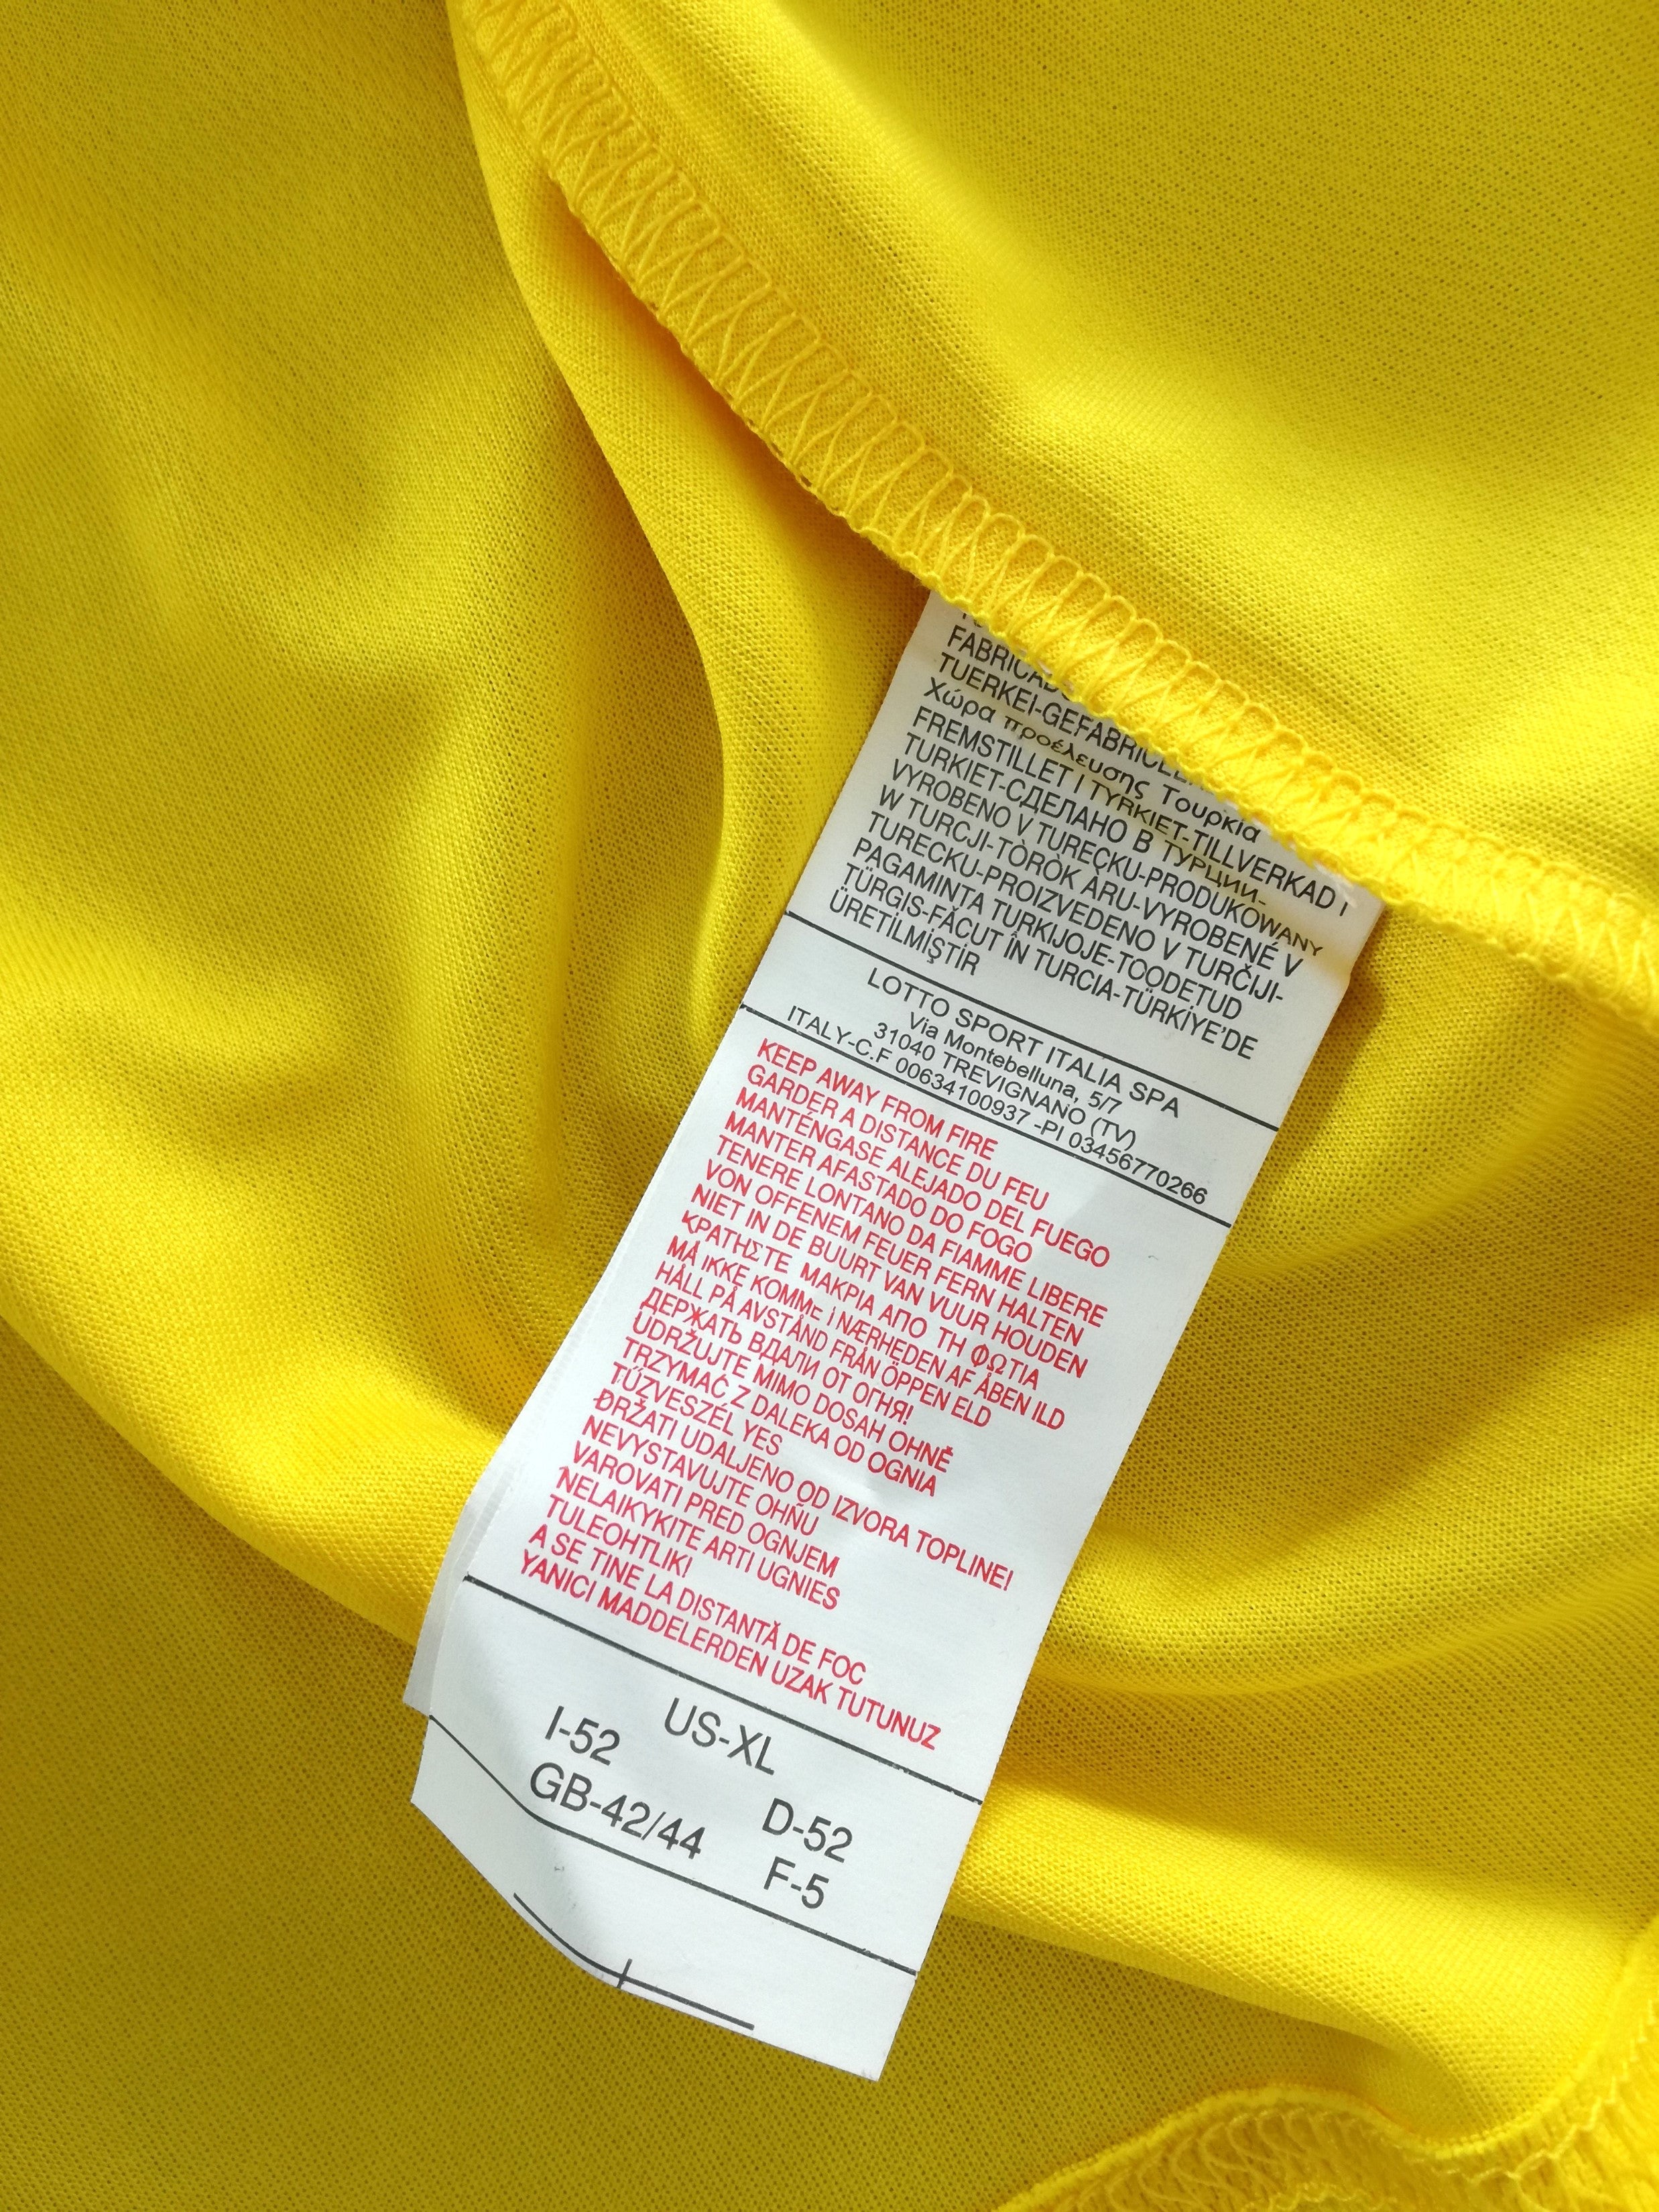 TUERKEI-GEFABRICEE
Χώρα προέλευσης Τουρκία
FREMSTILLET I TYRKIET-TILLVERKAD I
TURKIET-СДЕЛАНО В ТУРЦИИ-
VYROBENO V TURECKU-PRODUKOWANY
W TURCJI-TÖRÖK ÁRU-VYROBENÉ V
TURECKU-PROIZVEDENO V TURČIJI-
PAGAMINTA TURKIJOJE-TOODETUD
TÜRGIS-FĂCUT ÎN TURCIA-TÜRKİYE'DE
ÜRETİLMİŞTİR
LOTTO SPORT ITALIA SPA
Via Montebelluna, 5/7
31040 TREVIGNANO (TV)
ITALY-C.F 00634100937 -PI 03456770266
KEEP AWAY FROM FIRE
GARDER A DISTANCE DU FEU
MANTÉNGASE ALEJADO DEL FUEGO
MANTER AFASTADO DO FOGO
TENERE LONTANO DA FIAMME LIBERE
VON OFFENEM FEUER FERN HALTEN
NIET IN DE BUURT VAN VUUR HOUDEN
ΚΡΑΤΗΣΤΕ ΜΑΚΡΙΑ ΑΠΟ ΤΗ ΦΩΤΙΑ
MÅ IKKE KOMME I NÆRHEDEN AF ÅBEN ILD
HÅLL PÅ AVSTÅND FRÅN ÖPPEN ELD
ДЕРЖАТЬ ВДАЛИ ОТ ОГНЯ!
UDRŽUJTE MIMO DOSAH OHNĚ
TRZYMAĆ Z DALEKA OD OGNIA
TŰZVESZÉL YES
DRŽATI UDALJENO OD IZVORA TOPLINE!
NEVYSTAVUJTE OHŇU
VAROVATI PRED OGNJEM
NELAIKYKITE ARTI UGNIES
TULEOHTLIK!
A SE TINE LA DISTANTĂ DE FOC
YANICI MADDELERDEN UZAK TUTUNUZ
US-XL
I-52 D-52
GB-42/44 F-5